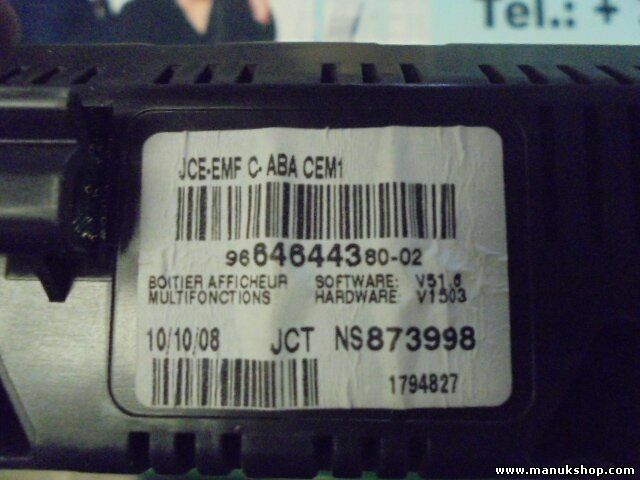 Tel.: +
JCE-EMF C- ABA CEM1
9664644380-02
BOITIER AFFICHEUR SOFTWARE: V51.6
MULTIFONCTIONS HARDWARE: V1503
10/10/08 JCT NS873998
1794827
www.manukshop.com